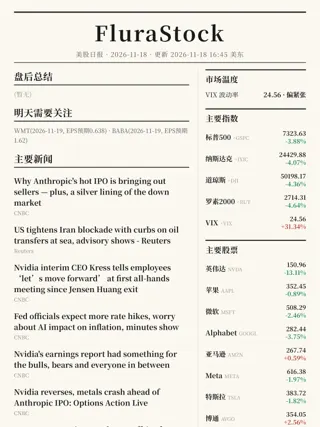 FluraStock
美股日报 · 2026-11-18 · 更新 2026-11-18 16:45 美东
盘后总结
(暂无)
明天需要关注
WMT(2026-11-19, EPS预期0.638) · BABA(2026-11-19, EPS预期
1.62)
主要新闻
Why Anthropic's hot IPO is bringing out
sellers — plus, a silver lining of the down
market
CNBC
US tightens Iran blockade with curbs on oil
transfers at sea, advisory shows - Reuters
Reuters
Nvidia interim CEO Kress tells employees
‘let’s move forward’ at first all-hands
meeting since Jensen Huang exit
CNBC
Fed officials expect more rate hikes, worry
about AI impact on inflation, minutes show
CNBC
Nvidia's earnings report had something for
the bulls, bears and everyone in between
CNBC
Nvidia reverses, metals crash ahead of
Anthropic IPO: Options Action Live
CNBC
市场温度
VIX 波动率 24.56 · 偏紧张
主要指数
标普500 ^GSPC 7323.63
-3.88%
纳斯达克 ^IXIC 24429.88
-4.07%
道琼斯 ^DJI 50198.17
-4.36%
罗素2000 ^RUT 2714.31
-4.64%
VIX ^VIX 24.56
+31.34%
主要股票
英伟达 NVDA 150.96
-13.11%
苹果 AAPL 352.45
-0.89%
微软 MSFT 508.29
-2.46%
Alphabet GOOGL 282.44
-3.75%
亚马逊 AMZN 267.74
+0.59%
Meta META 616.38
-1.97%
特斯拉 TSLA 383.72
-1.82%
博通 AVGO 354.05
+2.56%